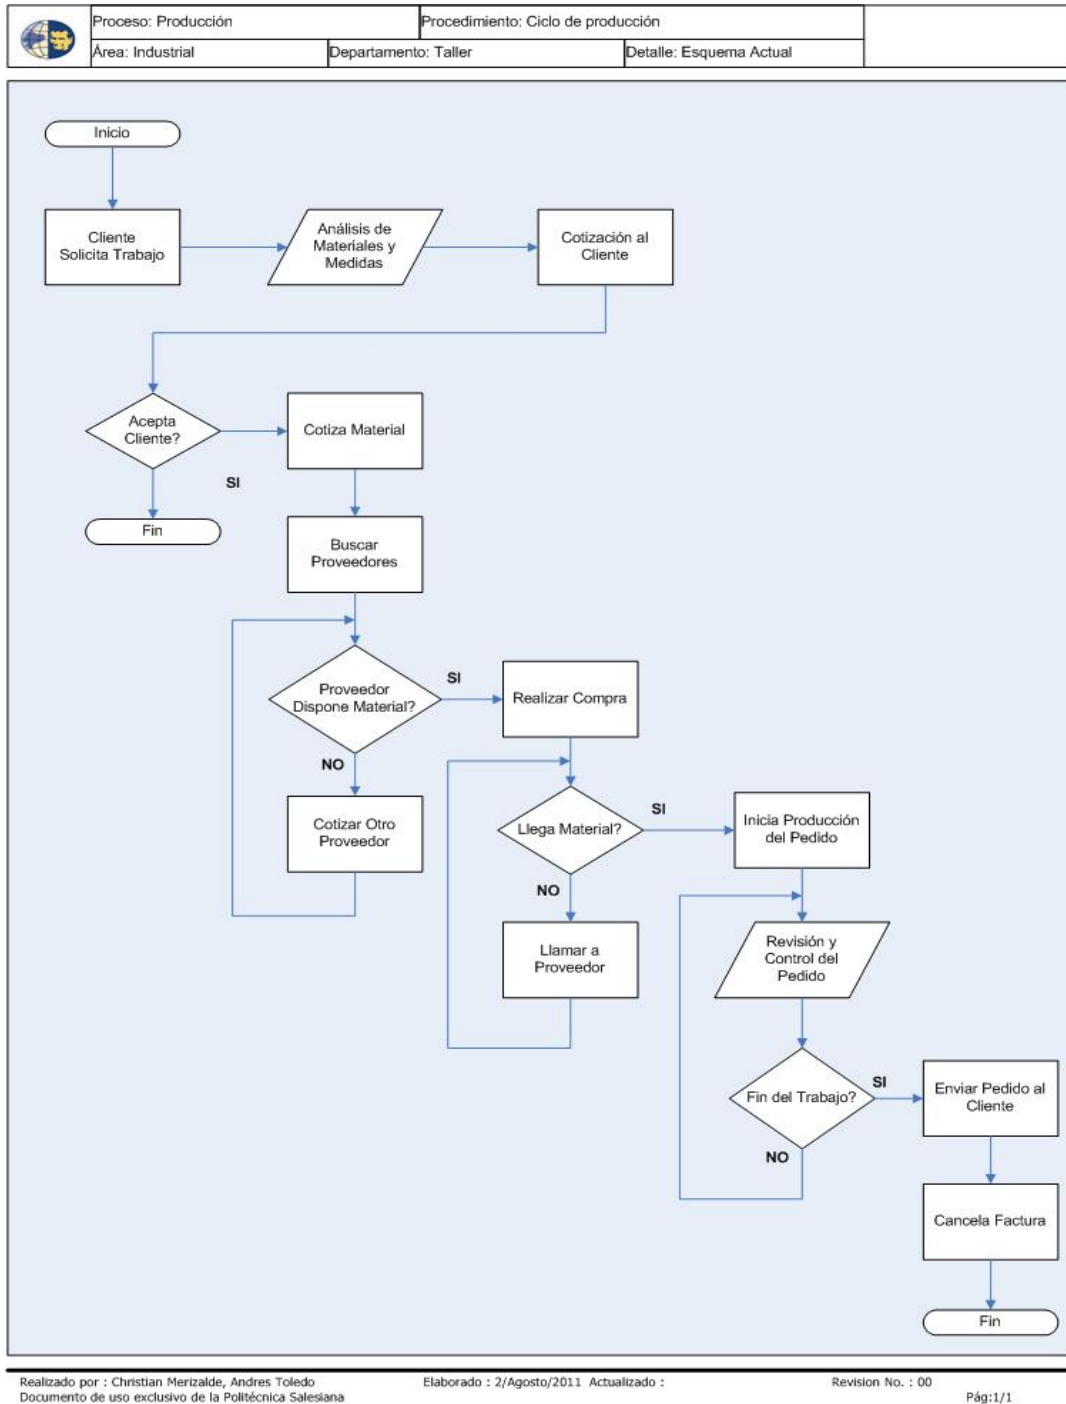 Proceso: Producción
Procedimiento: Ciclo de producción
Área: Industrial
Departamento: Taller
Detalle: Esquema Actual
Inicio
Cliente
Solicita Trabajo
Análisis de
Materiales y
Medidas
Cotización al
Cliente
Acepta
Cliente?
SI
Cotiza Material
Fin
Buscar
Proveedores
Proveedor
Dispone Material?
SI
Realizar Compra
NO
Cotizar Otro
Proveedor
Llega Material?
SI
Inicia Producción
del Pedido
NO
Llamar a
Proveedor
Revisión y
Control del
Pedido
Fin del Trabajo?
SI
Enviar Pedido al
Cliente
NO
Cancela Factura
Fin
Realizado por : Christian Merizalde, Andres Toledo
Elaborado : 2/Agosto/2011 Actualizado :
Revision No. : 00
Documento de uso exclusivo de la Politécnica Salesiana
Pág:1/1